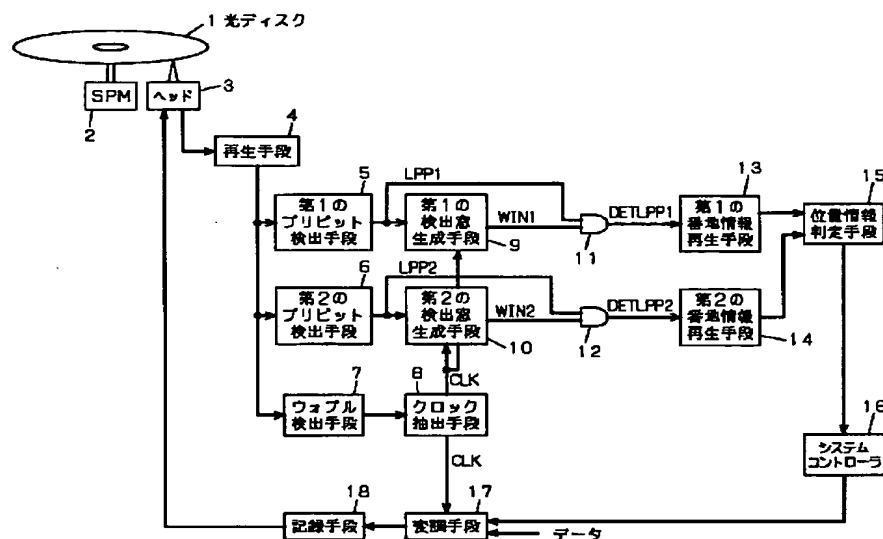 1 光ディスク
SPM
2
ヘッド
3
4
再生手段
5
第1の
プリピット
検出手段
LPP1
第1の
検出窓
生成手段
9
WIN1
11
DETLPP1
13
第1の
番地情報
再生手段
15
位置情報
判定手段
6
第2の
プリピット
検出手段
LPP2
第2の
検出窓
生成手段
10
WIN2
12
DETLPP2
第2の
番地情報
再生手段
14
7
ウォブル
検出手段
8
CLK
クロック
抽出手段
CLK
16
システム
コントローラ
18
記録手段
17
変調手段
データ